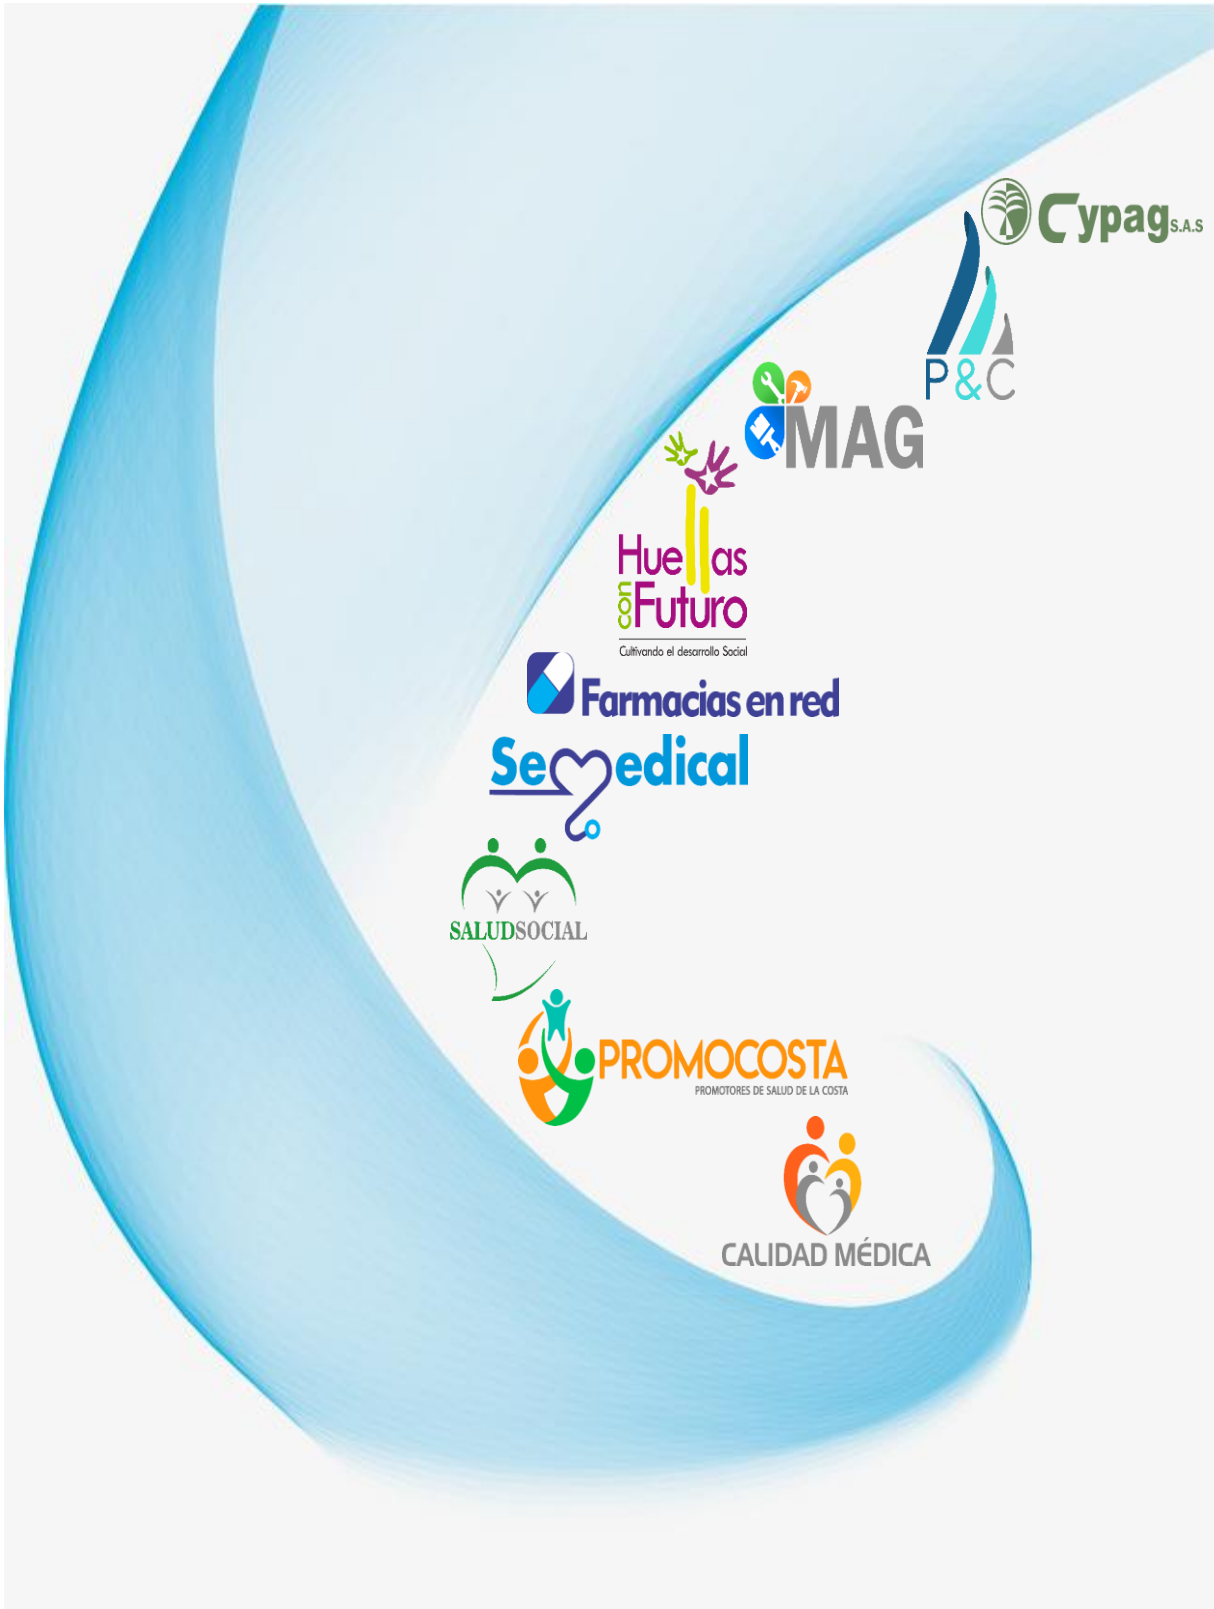 Cypag S.A.S
P&C
MAG
Huellas
con
Futuro
Cultivando el desarrollo Social
Farmacias en red
Semedical
SALUDSOCIAL
PROMOCOSTA
PROMOTORES DE SALUD DE LA COSTA
CALIDAD MÉDICA